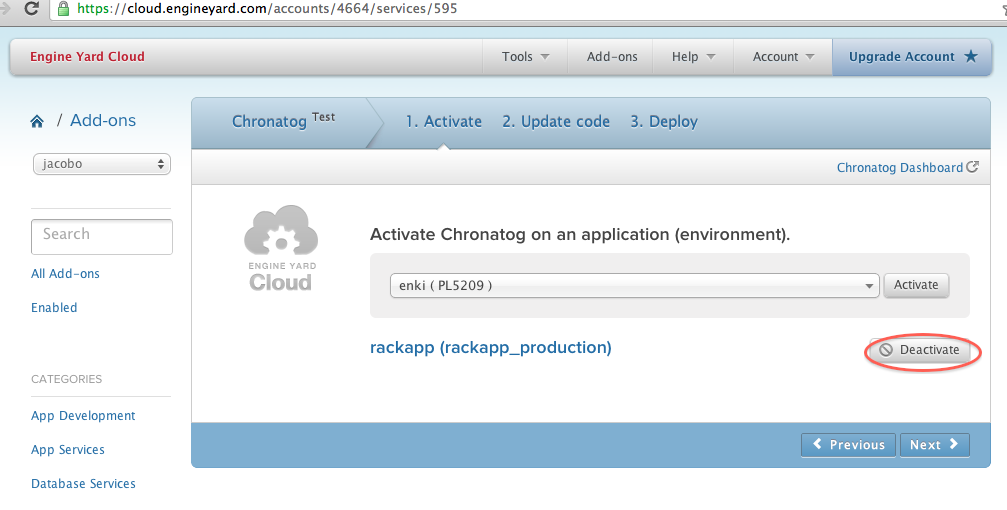 https://cloud.engineyard.com/accounts/4664/services/595
Engine Yard Cloud
Tools
Add-ons
Help
Account
Upgrade Account
/ Add-ons
jacobo
Search
All Add-ons
Enabled
CATEGORIES
App Development
App Services
Database Services
Chronatog Test
1. Activate
2. Update code
3. Deploy
Chronatog Dashboard
ENGINE YARD
Cloud
Activate Chronatog on an application (environment).
enki ( PL5209 )
Activate
rackapp (rackapp_production)
Deactivate
Previous
Next